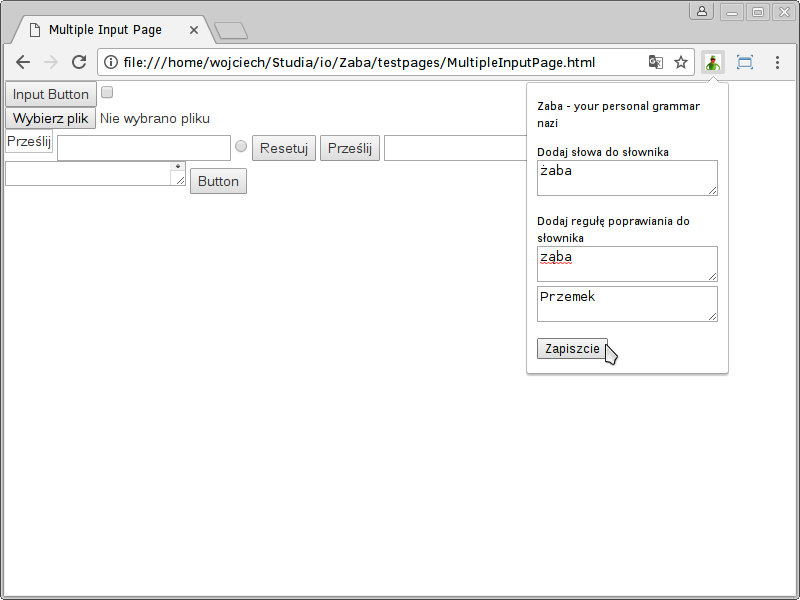 Multiple Input Page
file:///home/wojciech/Studia/io/Zaba/testpages/MultipleInputPage.html
Input Button
Wybierz plik Nie wybrano pliku
Prześlij Resetuj Prześlij
Button
Zaba - your personal grammar
nazi
Dodaj słowa do słownika
żaba
Dodaj regułę poprawiania do
słownika
ząba
Przemek
Zapiszcie